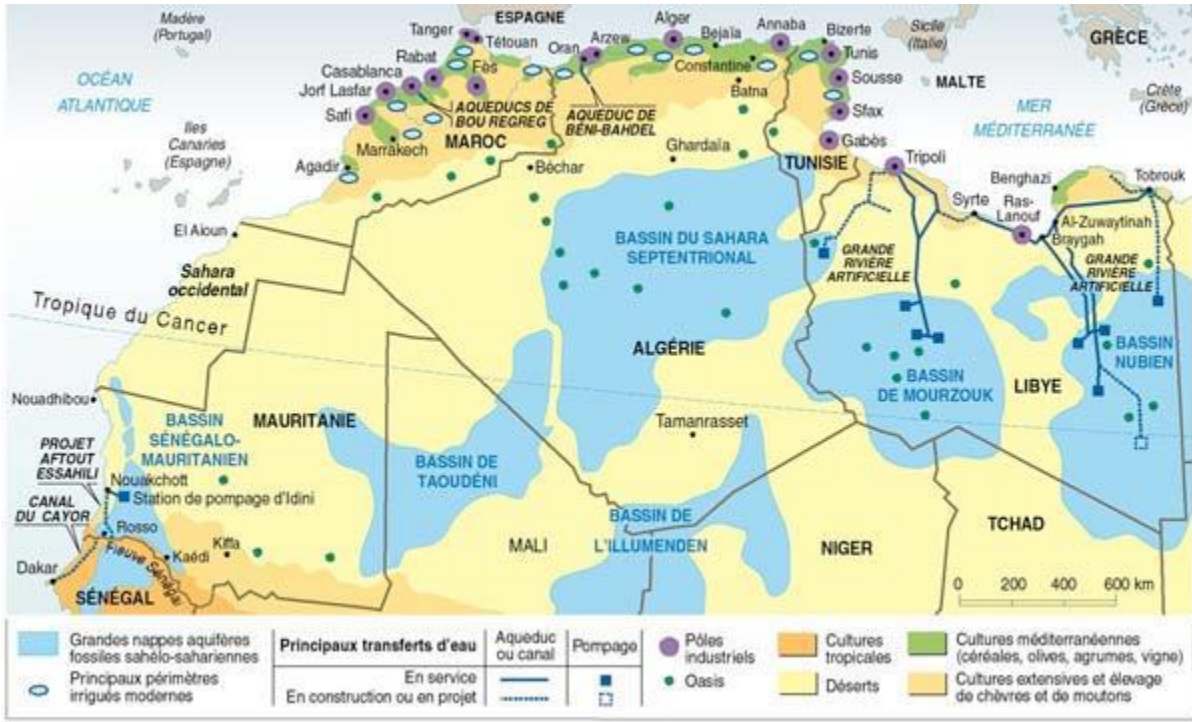 Madère
(Portugal)
ESPAGNE
Tanger
Tétouan
Oran
Arzew
Alger
Bejaïa
Annaba
Bizerte
Tunis
Sicile
(Italie)
GRÈCE
OCÉAN
ATLANTIQUE
Casablanca
Rabat
Fès
Constantine
Batna
Sousse
MALTE
Crète
(Grèce)
Jorf Lasfar
Safi
AQUEDUCS DE
BOU REGREG
AQUEDUC DE
BÉNI-BAHDEL
Sfax
MER
MÉDITERRANÉE
Iles
Canaries
(Espagne)
Marrakech
MAROC
Ghardaïa
Gabès
TUNISIE
Tripoli
Agadir
Béchar
Benghazi
Tobrouk
Syrte
Ras-
Lanouf
Al-Zuwaytinah
Braygah
El Aioun
BASSIN DU SAHARA
SEPTENTRIONAL
GRANDE
RIVIÈRE
ARTIFICIELLE
GRANDE
RIVIÈRE
ARTIFICIELLE
Sahara
occidental
Tropique du Cancer
ALGÉRIE
BASSIN
NUBIEN
BASSIN
DE MOURZOUK
LIBYE
Nouadhibou
BASSIN
SÉNÉGALO-
MAURITANIEN
MAURITANIE
Tamanrasset
PROJET
AFTOUT
ESSAHILI
BASSIN DE
TAOUDÉNI
Nouakchott
Station de pompage d'Idini
CANAL
DU CAYOR
Rosso
BASSIN DE
L'ILLUMENDEN
TCHAD
Fleuve Sénégal
Kaédi
Kiffa
MALI
NIGER
Dakar
SÉNÉGAL
0 200 400 600 km
Grandes nappes aquifères
fossiles sahélo-sahariennes
Principaux périmètres
irrigués modernes
Principaux transferts d'eau
Aqueduc
ou canal
Pompage
En service
En construction ou en projet
Pôles
industriels
Oasis
Cultures
tropicales
Déserts
Cultures méditerranéennes
(céréales, olives, agrumes, vigne)
Cultures extensives et élevage
de chèvres et de moutons